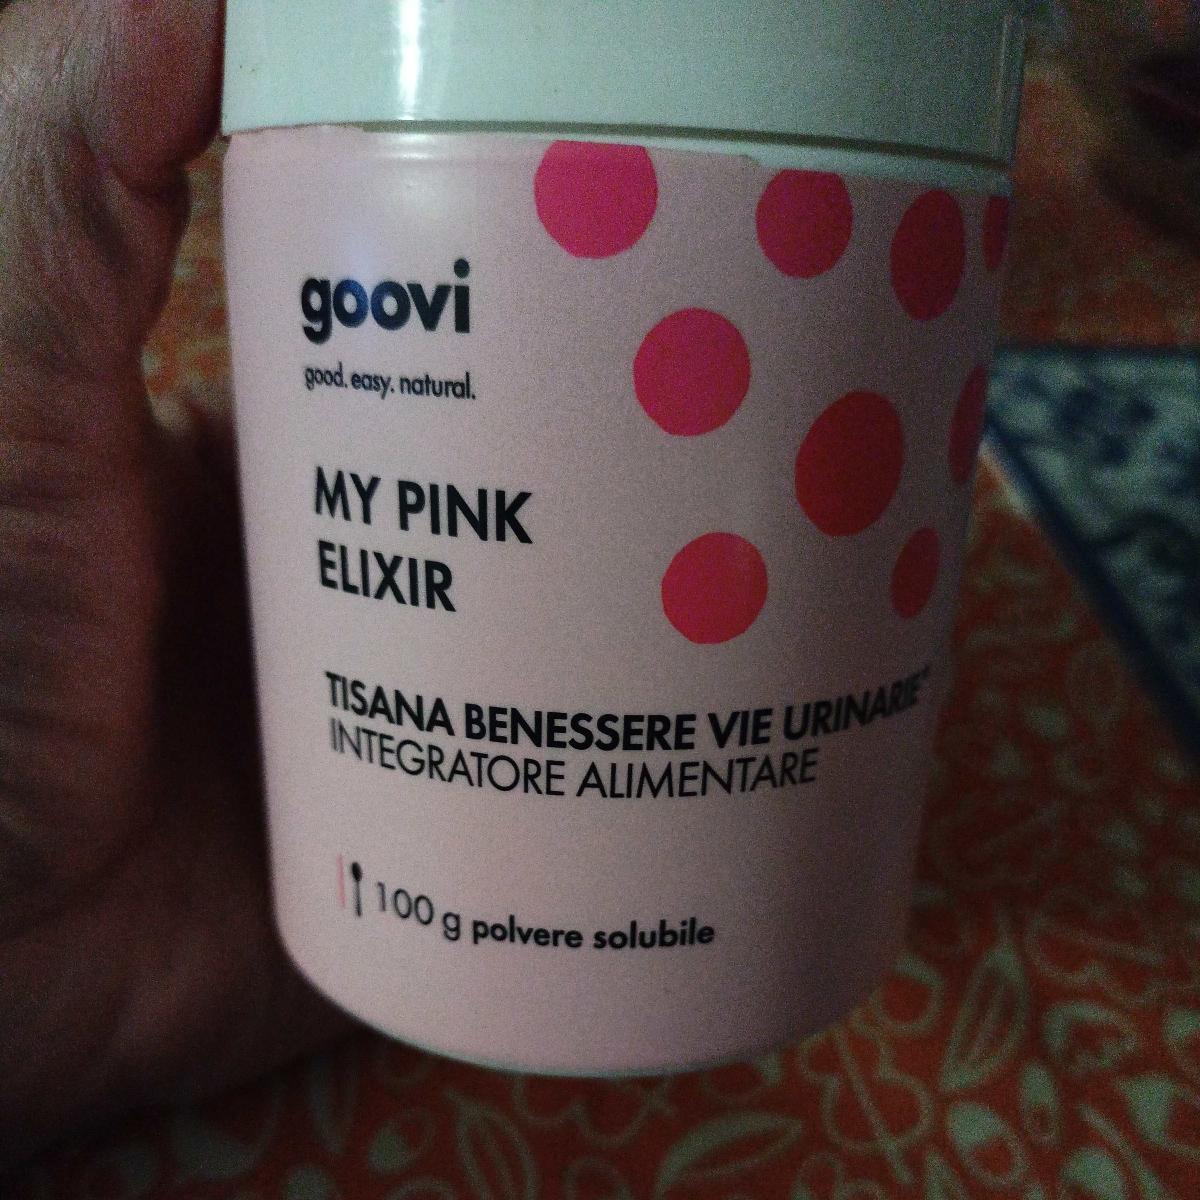 goovi
good. easy. natural.
MY PINK
ELIXIR
TISANA BENESSERE VIE URINARIE*
INTEGRATORE ALIMENTARE
100 g polvere solubile